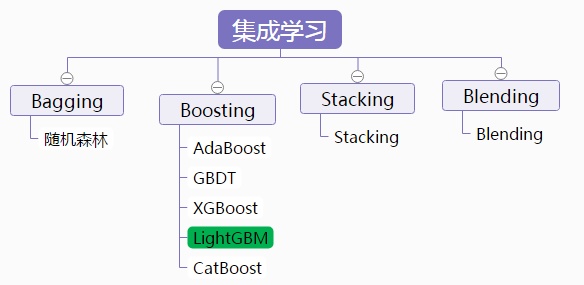 集成学习
Bagging
随机森林
Boosting
AdaBoost
GBDT
XGBoost
LightGBM
CatBoost
Stacking
Stacking
Blending
Blending